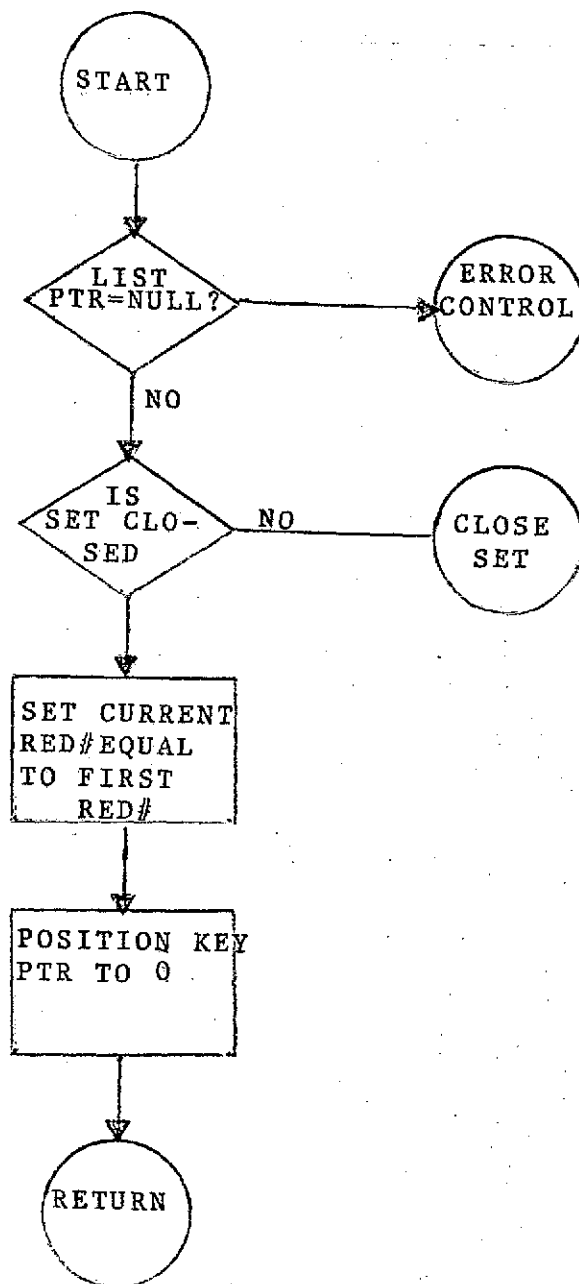 START
LIST
PTR=NULL?
ERROR
CONTROL
NO
IS
SET CLO-
SED
NO
CLOSE
SET
SET CURRENT
RED#EQUAL
TO FIRST
RED#
POSITION KEY
PTR TO 0
RETURN